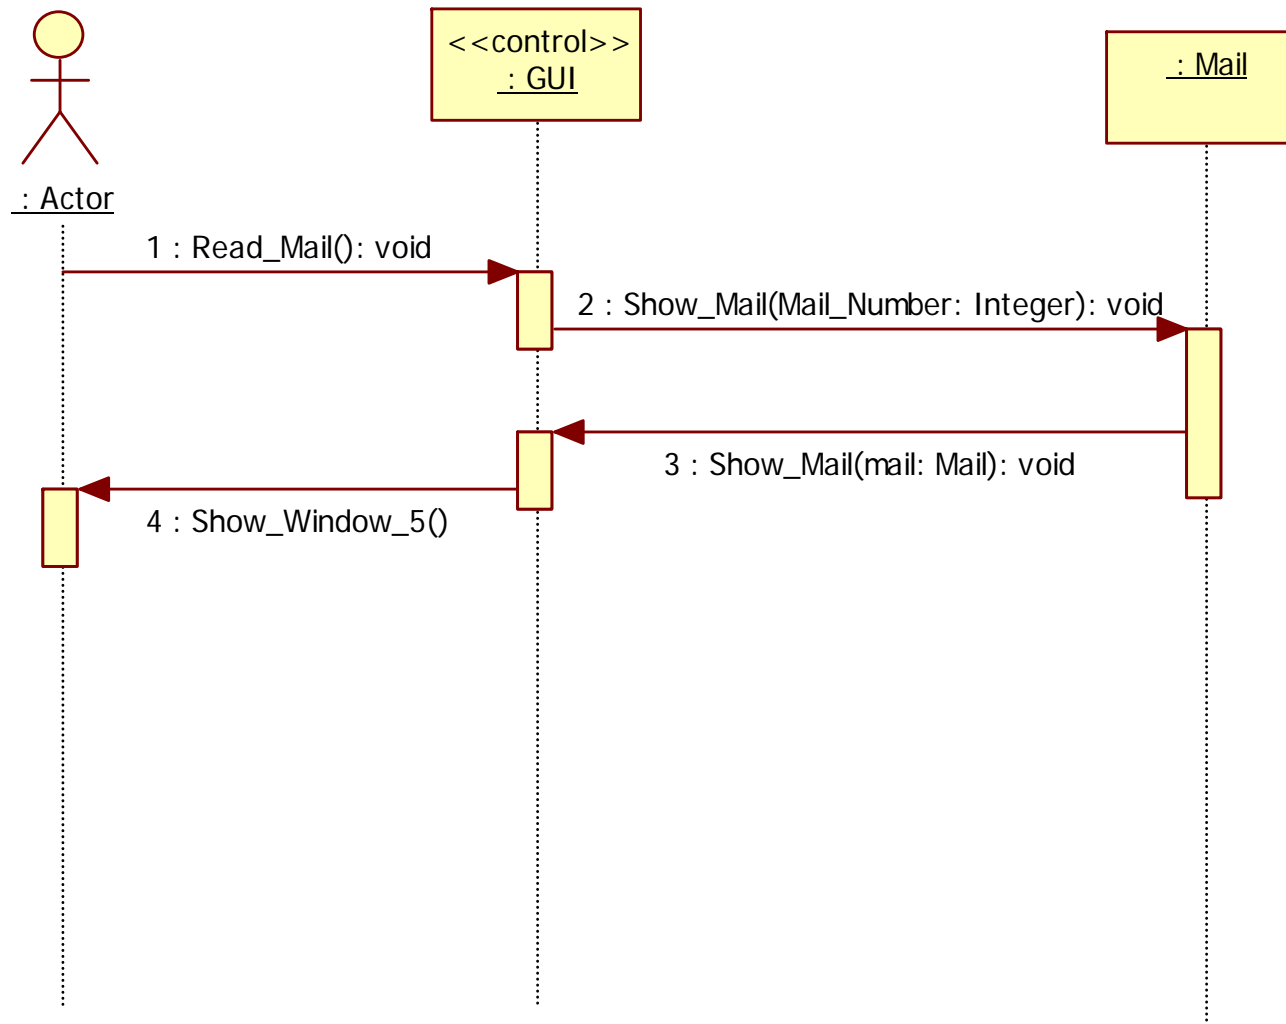 <<control>>
: GUI
: Mail
: Actor
1 : Read_Mail(): void
2 : Show_Mail(Mail_Number: Integer): void
3 : Show_Mail(mail: Mail): void
4 : Show_Window_5()